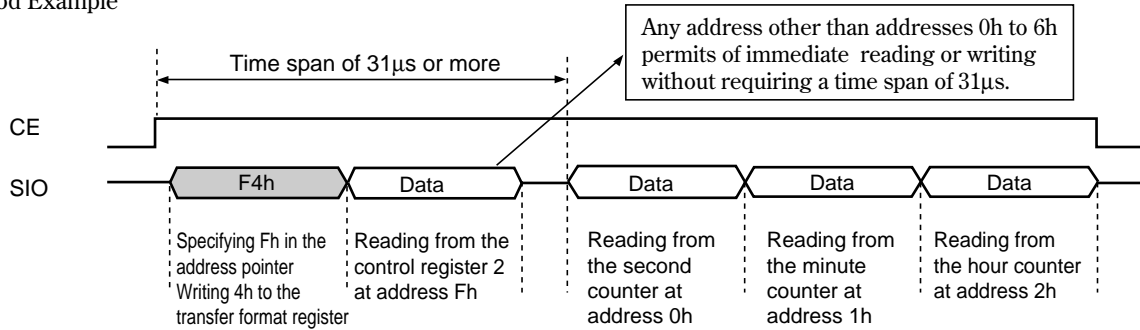 Example
Any address other than addresses 0h to 6h
permits of immediate reading or writing
without requiring a time span of 31μs.
Time span of 31μs or more
CE
SIO
F4h
Data
Data
Data
Data
Specifying Fh in the
address pointer
Writing 4h to the
transfer format register
Reading from the
control register 2
at address Fh
Reading from
the second
counter at
address 0h
Reading from
the minute
counter at
address 1h
Reading from
the hour counter
at address 2h